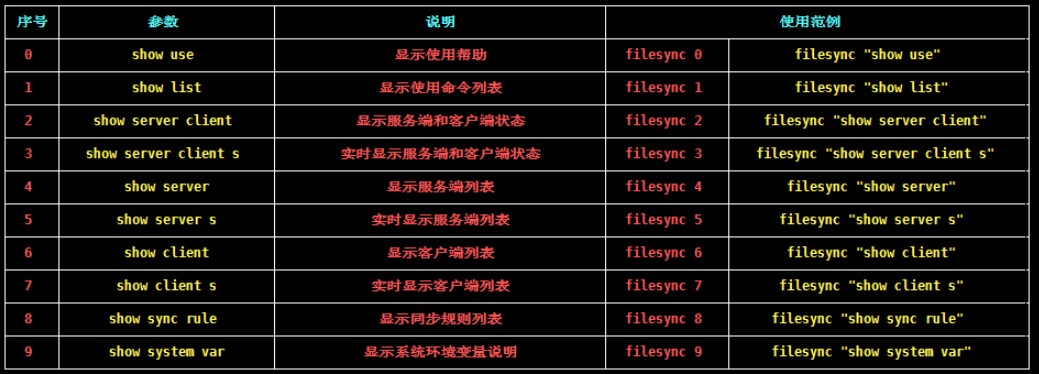 序号 参数 说明 使用范例
0 show use 显示使用帮助 filesync 0 filesync "show use"
1 show list 显示使用命令列表 filesync 1 filesync "show list"
2 show server client 显示服务端和客户端状态 filesync 2 filesync "show server client"
3 show server client s 实时显示服务端和客户端状态 filesync 3 filesync "show server client s"
4 show server 显示服务端列表 filesync 4 filesync "show server"
5 show server s 实时显示服务端列表 filesync 5 filesync "show server s"
6 show client 显示客户端列表 filesync 6 filesync "show client"
7 show client s 实时显示客户端列表 filesync 7 filesync "show client s"
8 show sync rule 显示同步规则列表 filesync 8 filesync "show sync rule"
9 show system var 显示系统环境变量说明 filesync 9 filesync "show system var"